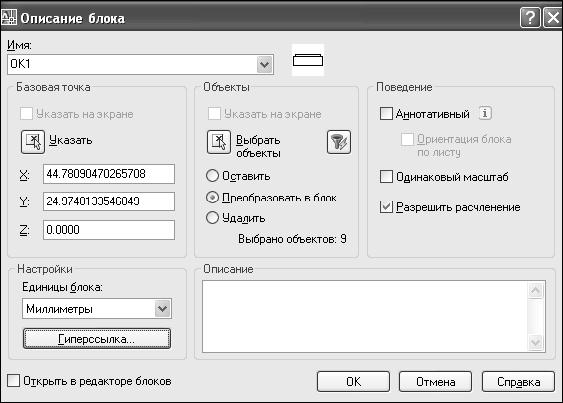 Описание блока
Имя:
ОК1
Базовая точка
Указать на экране
Указать
X: 44.78090470265708
Y: 24.9740133546049
Z: 0.0000
Объекты
Указать на экране
Выбрать
объекты
Оставить
Преобразовать в блок
Удалить
Выбрано объектов: 9
Поведение
Аннотативный
Ориентация блока
по листу
Одинаковый масштаб
Разрешить расчленение
Настройки
Единицы блока:
Миллиметры
Гиперссылка...
Описание
Открыть в редакторе блоков
OK
Отмена
Справка